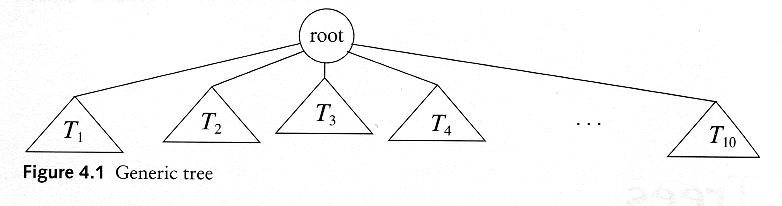 root
T1 T2 T3 T4 ... T10
Figure 4.1 Generic tree